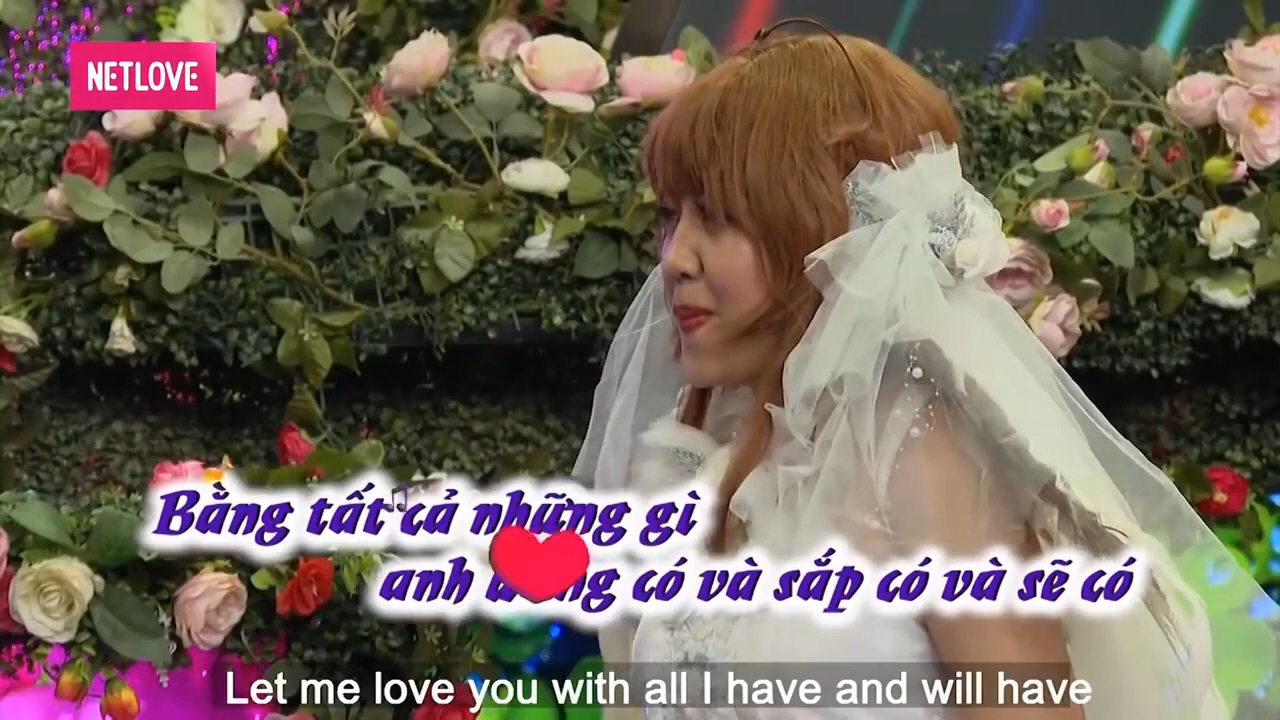 NETLOVE
Bằng tất cả những gì
anh có và sắp có và sẽ có
Let me love you with all I have and will have